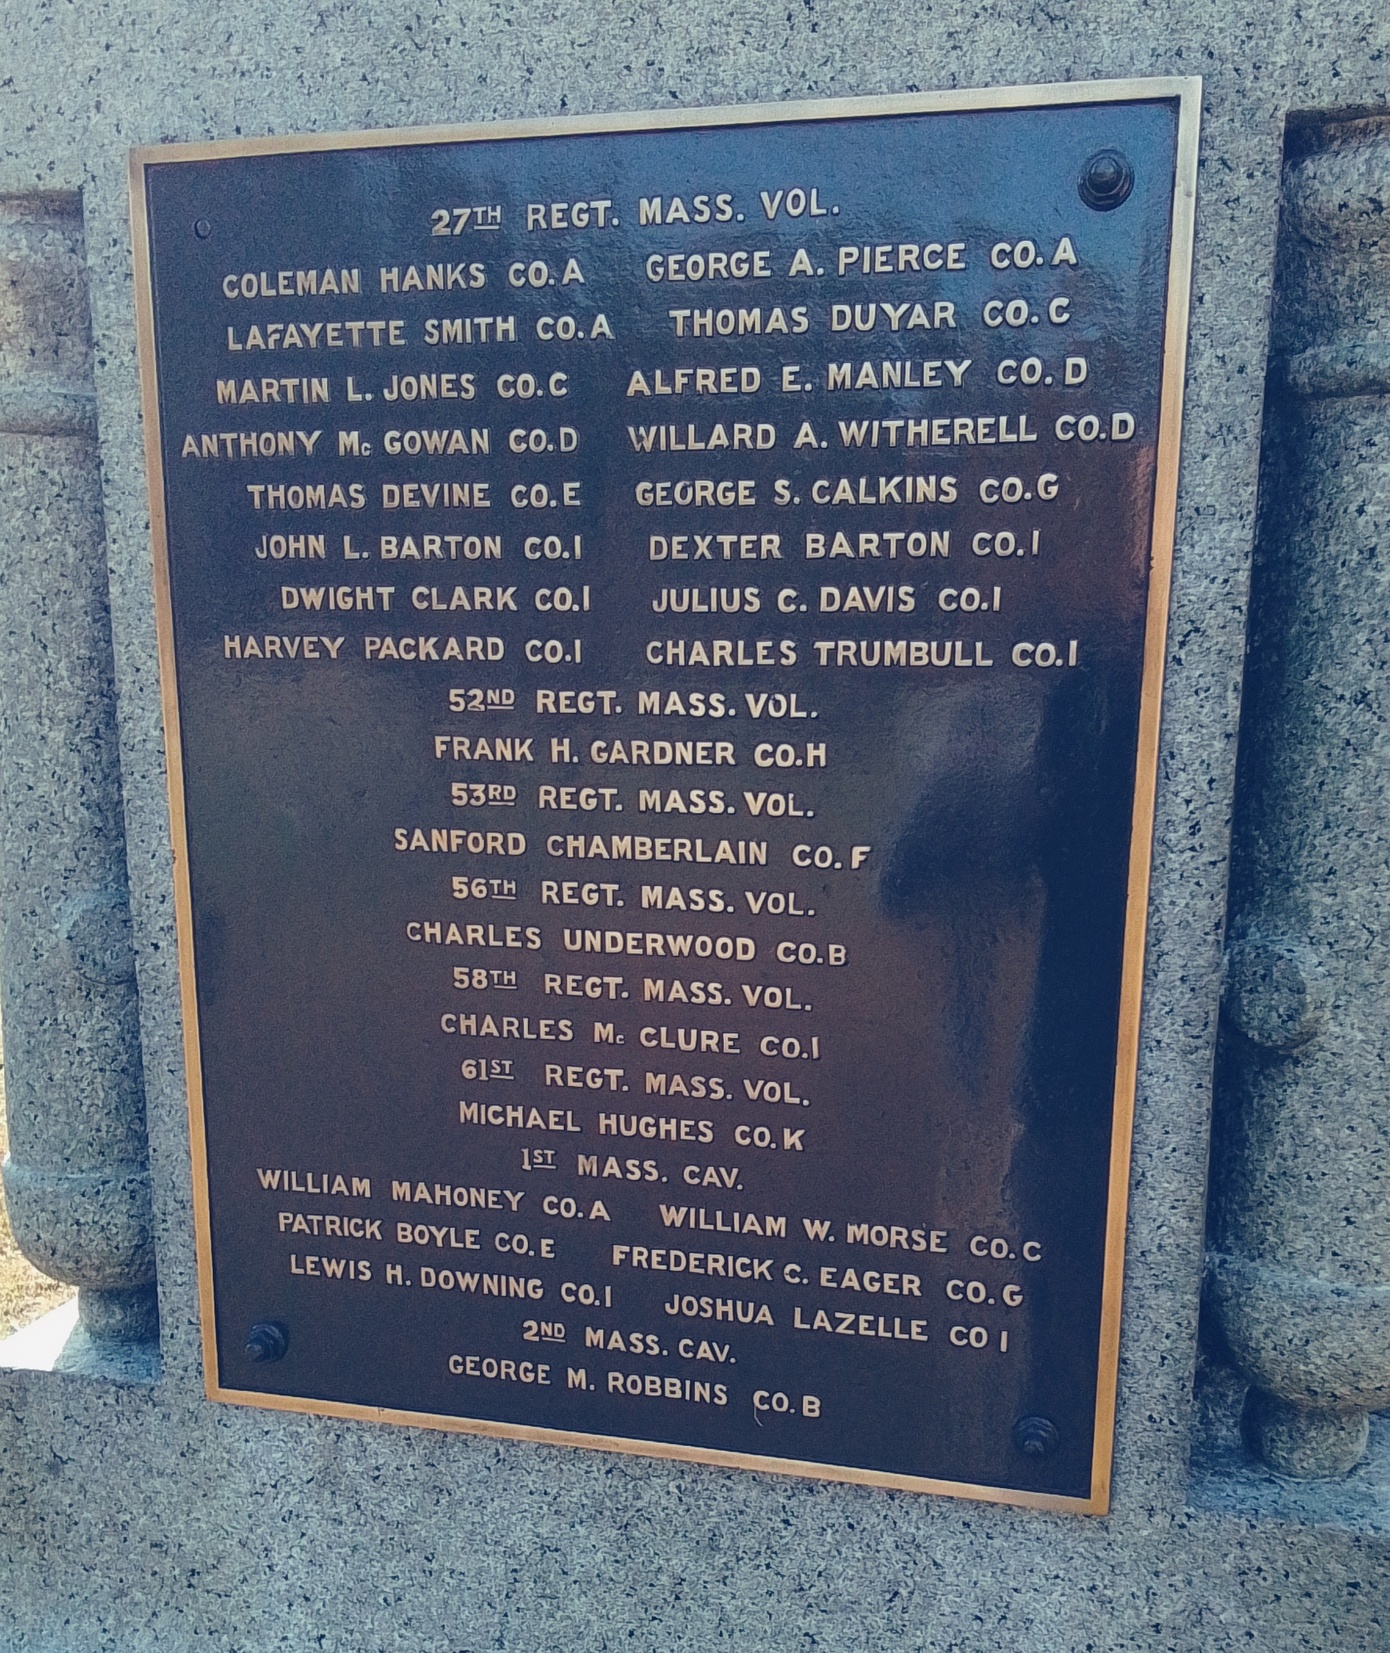 27TH REGT. MASS. VOL.
COLEMAN HANKS CO. A GEORGE A. PIERCE CO. A
LAFAYETTE SMITH CO. A THOMAS DUYAR CO. C
MARTIN L. JONES CO. C ALFRED E. MANLEY CO. D
ANTHONY Mc GOWAN CO. D WILLARD A. WITHERELL CO. D
THOMAS DEVINE CO. E GEORGE S. CALKINS CO. G
JOHN L. BARTON CO. I DEXTER BARTON CO. I
DWIGHT CLARK CO. I JULIUS C. DAVIS CO. I
HARVEY PACKARD CO. I CHARLES TRUMBULL CO. I
52ND REGT. MASS. VOL.
FRANK H. GARDNER CO. H
53RD REGT. MASS. VOL.
SANFORD CHAMBERLAIN CO. F
56TH REGT. MASS. VOL.
CHARLES UNDERWOOD CO. B
58TH REGT. MASS. VOL.
CHARLES Mc CLURE CO. I
61ST REGT. MASS. VOL.
MICHAEL HUGHES CO. K
1ST MASS. CAV.
WILLIAM MAHONEY CO. A WILLIAM W. MORSE CO. C
PATRICK BOYLE CO. E FREDERICK C. EAGER CO. G
LEWIS H. DOWNING CO. I JOSHUA LAZELLE CO I
2ND MASS. CAV.
GEORGE M. ROBBINS CO. B